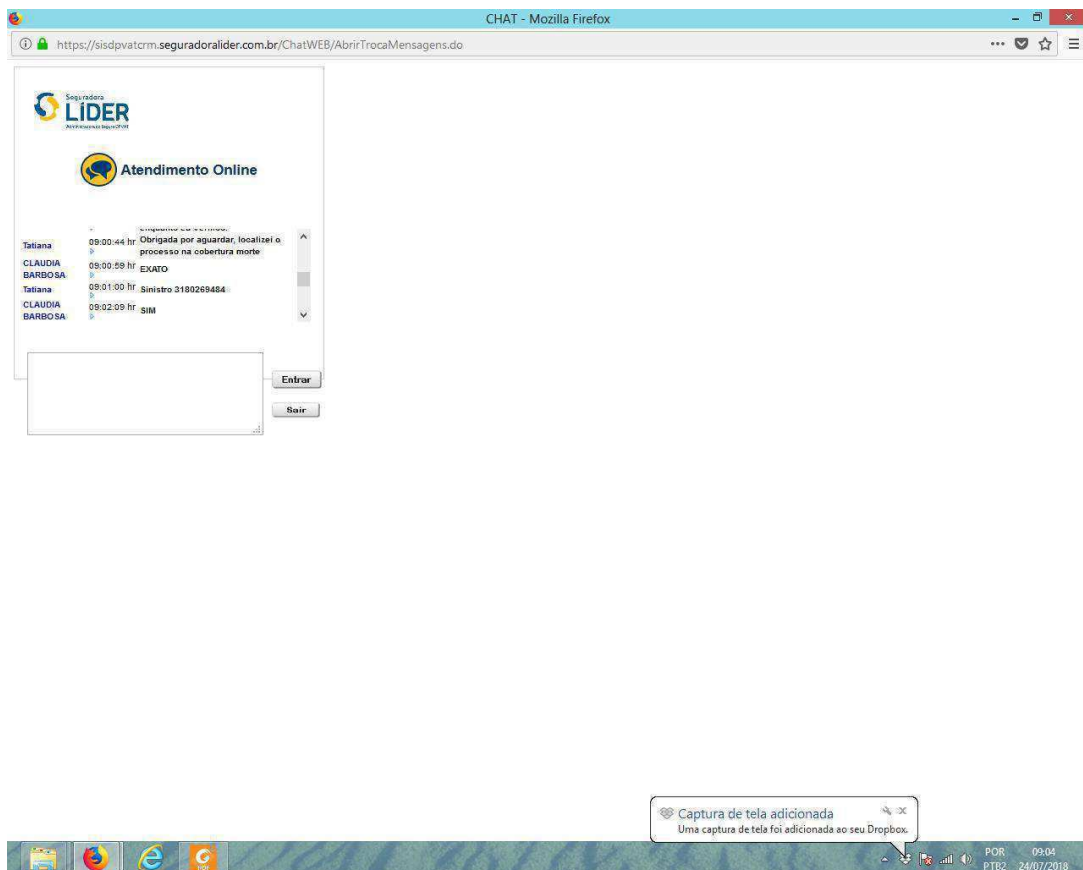 CHAT - Mozilla Firefox
https://sisdpvatcrm.seguradoralider.com.br/ChatWEB/AbrirTrocaMensagens.do
Seguradora
LÍDER
Atendimento Online
Tatiana 09:00:44 hr Obrigada por aguardar, localizei o
processo na cobertura morte
CLAUDIA BARBOSA 09:00:59 hr EXATO
Tatiana 09:01:00 hr Sinistro 3180269484
CLAUDIA BARBOSA 09:02:09 hr SIM
Entrar
Sair
Captura de tela adicionada
Uma captura de tela foi adicionada ao seu Dropbox.
POR 09:04
PTB2 24/07/2018